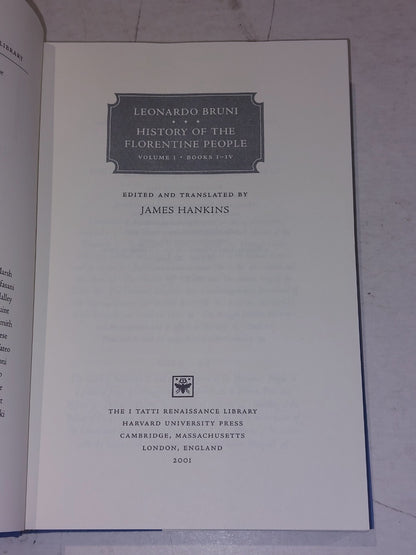 LIBRARY
LEONARDO BRUNI
HISTORY OF THE
FLORENTINE PEOPLE
VOLUME I • BOOKS I–IV
EDITED AND TRANSLATED BY
JAMES HANKINS
THE I TATTI RENAISSANCE LIBRARY
HARVARD UNIVERSITY PRESS
CAMBRIDGE, MASSACHUSETTS
LONDON, ENGLAND
2001